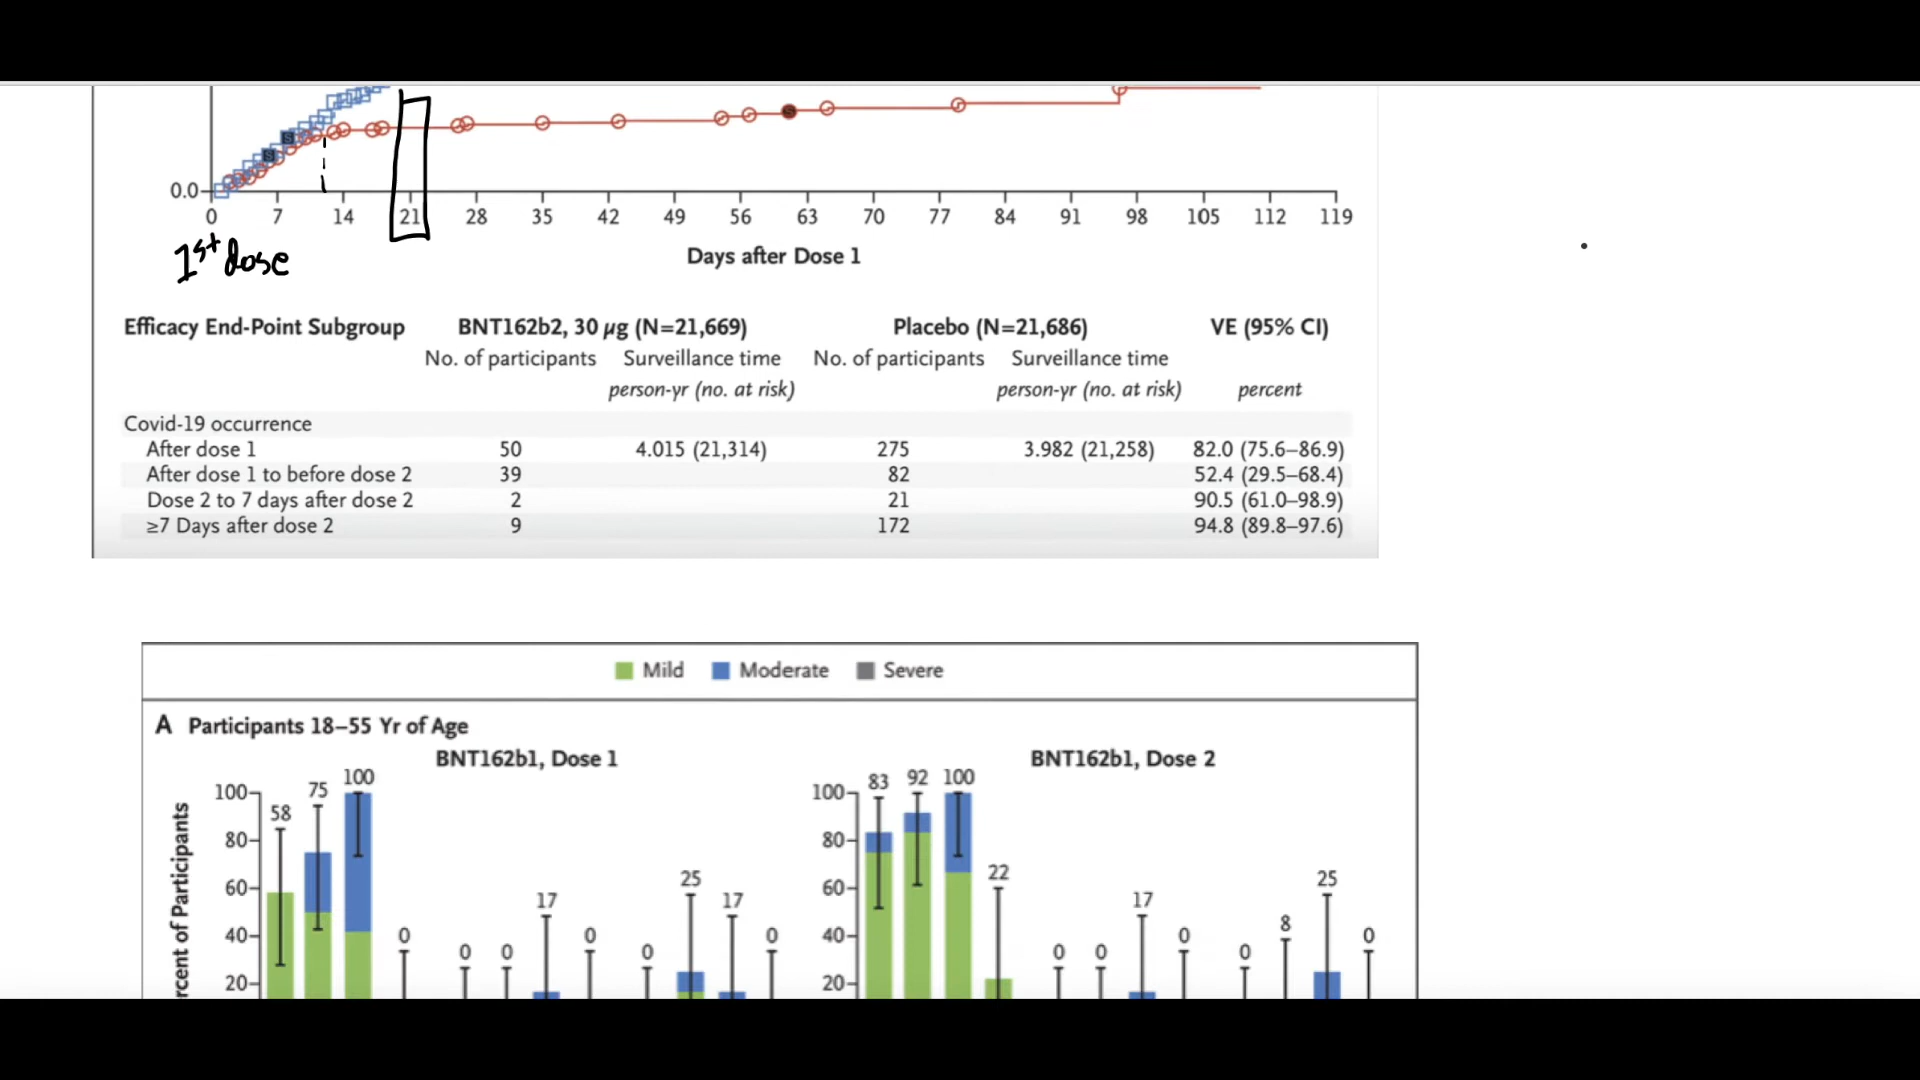 0.0
0 7 14 21 28 35 42 49 56 63 70 77 84 91 98 105 112 119
1st dose
Days after Dose 1
Efficacy End-Point Subgroup BNT162b2, 30 µg (N=21,669) Placebo (N=21,686) VE (95% CI)
No. of participants Surveillance time No. of participants Surveillance time
person-yr (no. at risk) person-yr (no. at risk) percent
Covid-19 occurrence
After dose 1 50 4.015 (21,314) 275 3.982 (21,258) 82.0 (75.6–86.9)
After dose 1 to before dose 2 39 82 52.4 (29.5–68.4)
Dose 2 to 7 days after dose 2 2 21 90.5 (61.0–98.9)
≥7 Days after dose 2 9 172 94.8 (89.8–97.6)
Mild Moderate Severe
A Participants 18–55 Yr of Age
BNT162b1, Dose 1 BNT162b1, Dose 2
58 75 100 0 0 0 17 0 0 25 17 0
83 92 100 22 0 0 17 0 0 8 25 0
100 100
80 80
60 60
40 40
20 20
of Participants